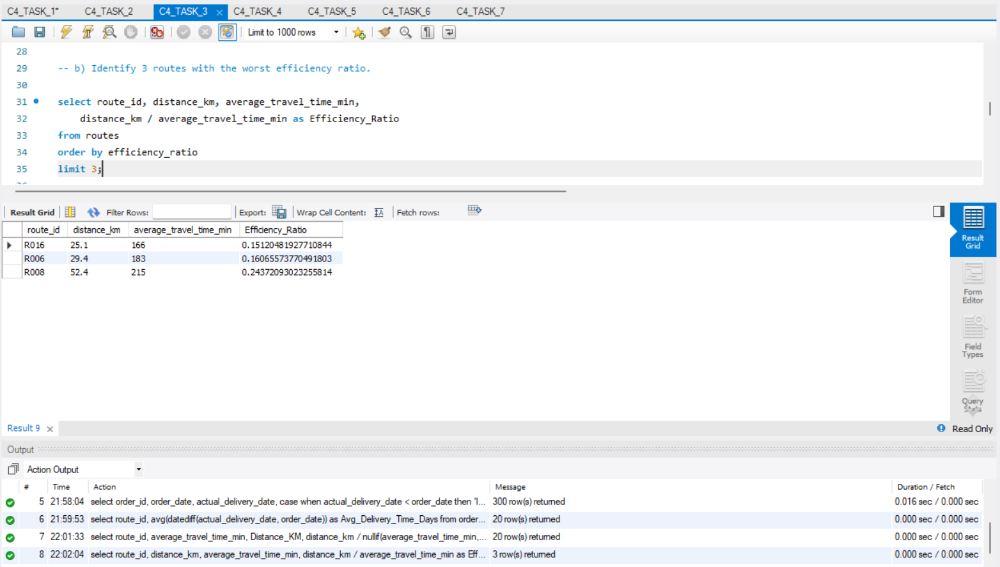 C4_TASK_1* C4_TASK_2 C4_TASK_3 C4_TASK_4 C4_TASK_5 C4_TASK_6 C4_TASK_7
Limit to 1000 rows
28
29 -- b) Identify 3 routes with the worst efficiency ratio.
30
31 select route_id, distance_km, average_travel_time_min,
32 distance_km / average_travel_time_min as Efficiency_Ratio
33 from routes
34 order by efficiency_ratio
35 limit 3;
Result Grid Filter Rows: Export: Wrap Cell Content: Fetch rows:
route_id distance_km average_travel_time_min Efficiency_Ratio
R016 25.1 166 0.15120481927710844
R006 29.4 183 0.16065573770491803
R008 52.4 215 0.24372093023255814
Result
Grid
Form
Editor
Field
Types
Query
Stats
Result 9 Read Only
Output
Action Output
# Time Action Message Duration / Fetch
5 21:58:04 select order_id, order_date, actual_delivery_date, case when actual_delivery_date < order_date then 'I... 300 row(s) returned 0.016 sec / 0.000 sec
6 21:59:53 select route_id, avg(datediff(actual_delivery_date, order_date)) as Avg_Delivery_Time_Days from order... 20 row(s) returned 0.000 sec / 0.000 sec
7 22:01:33 select route_id, average_travel_time_min, Distance_KM, distance_km / nullif(average_travel_time_min,... 20 row(s) returned 0.000 sec / 0.000 sec
8 22:02:04 select route_id, distance_km, average_travel_time_min, distance_km / average_travel_time_min as Eff... 3 row(s) returned 0.000 sec / 0.000 sec